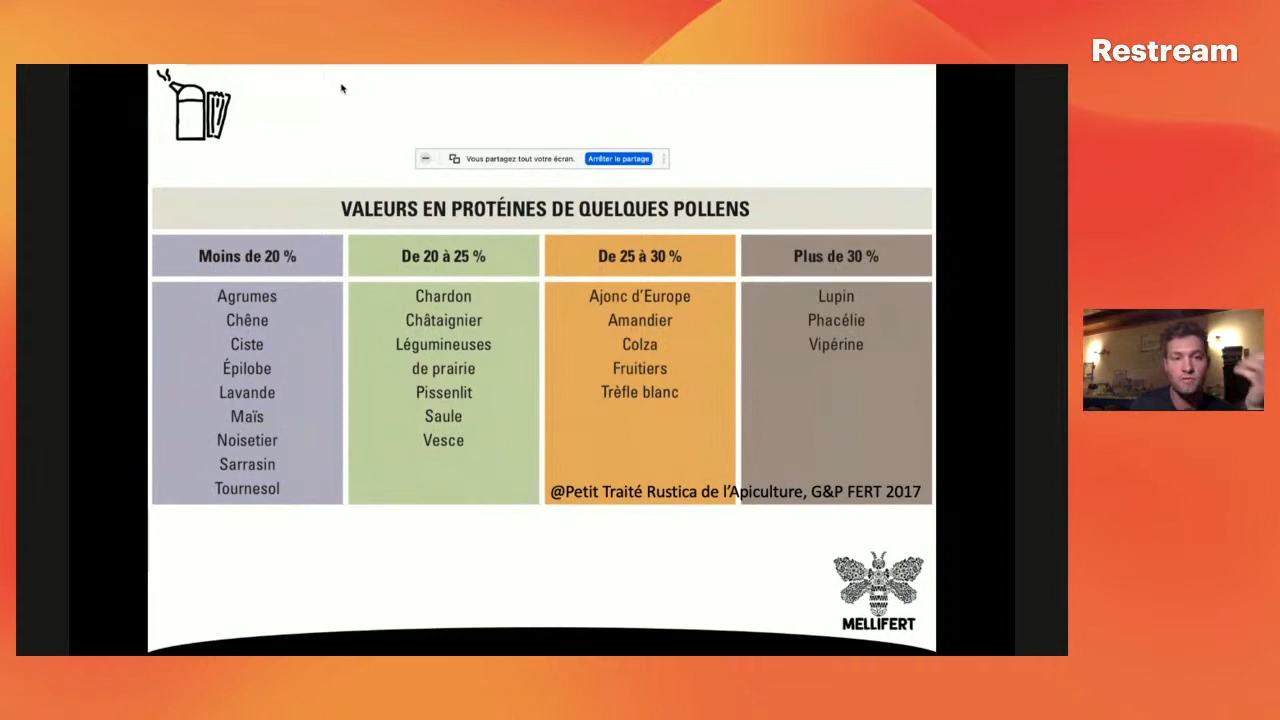 Restream
Vous partagez tout votre écran.
Arrêter le partage
VALEURS EN PROTÉINES DE QUELQUES POLLENS
Moins de 20 %
De 20 à 25 %
De 25 à 30 %
Plus de 30 %
Agrumes
Chêne
Ciste
Épilobe
Lavande
Maïs
Noisetier
Sarrasin
Tournesol
Chardon
Châtaignier
Légumineuses
de prairie
Pissenlit
Saule
Vesce
Ajonc d’Europe
Amandier
Colza
Fruitiers
Trèfle blanc
Lupin
Phacélie
Vipérine
@Petit Traité Rustica de l’Apiculture, G&P FERT 2017
MELLIFERT